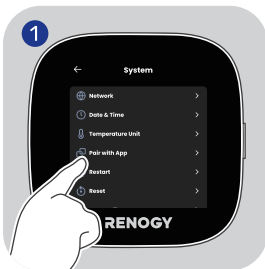 1
System
Network
Date & Time
Temperature Unit
Pair with App
Restart
Reset
RENOGY